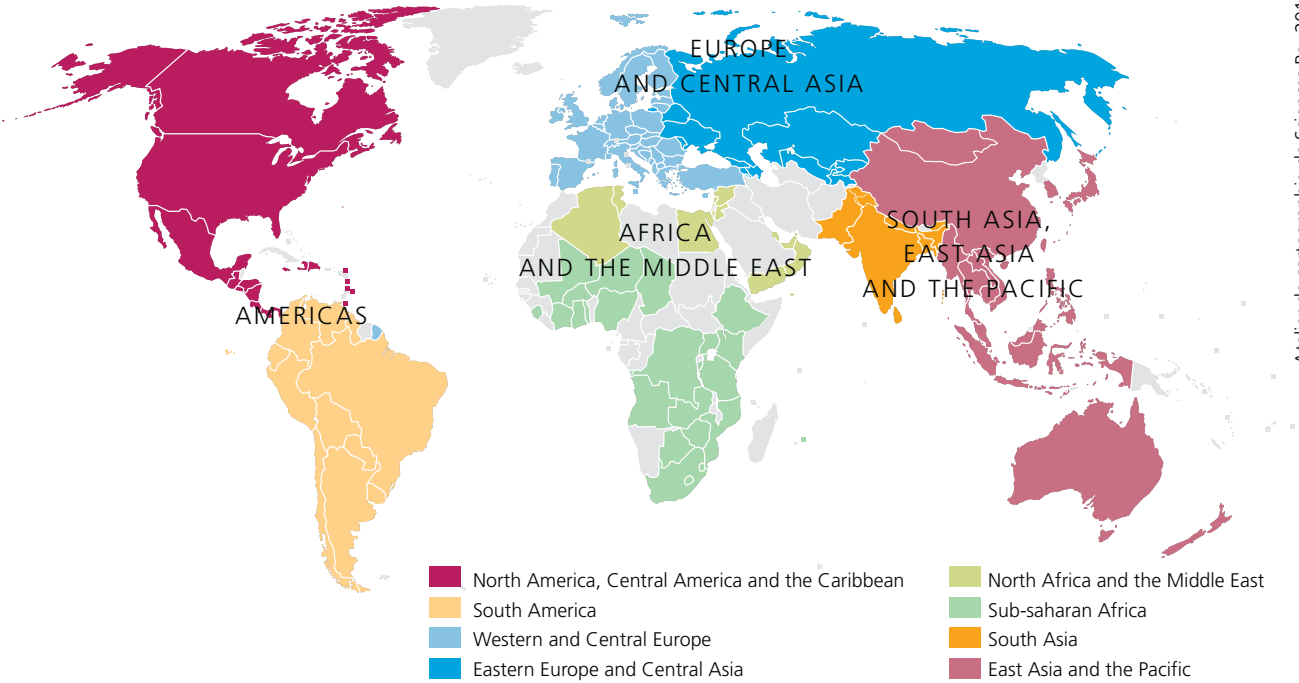 EUROPE
AND CENTRAL ASIA
AFRICA
AND THE MIDDLE EAST
SOUTH ASIA,
EAST ASIA
AND THE PACIFIC
AMERICAS
North America, Central America and the Caribbean
South America
Western and Central Europe
Eastern Europe and Central Asia
North Africa and the Middle East
Sub-saharan Africa
South Asia
East Asia and the Pacific